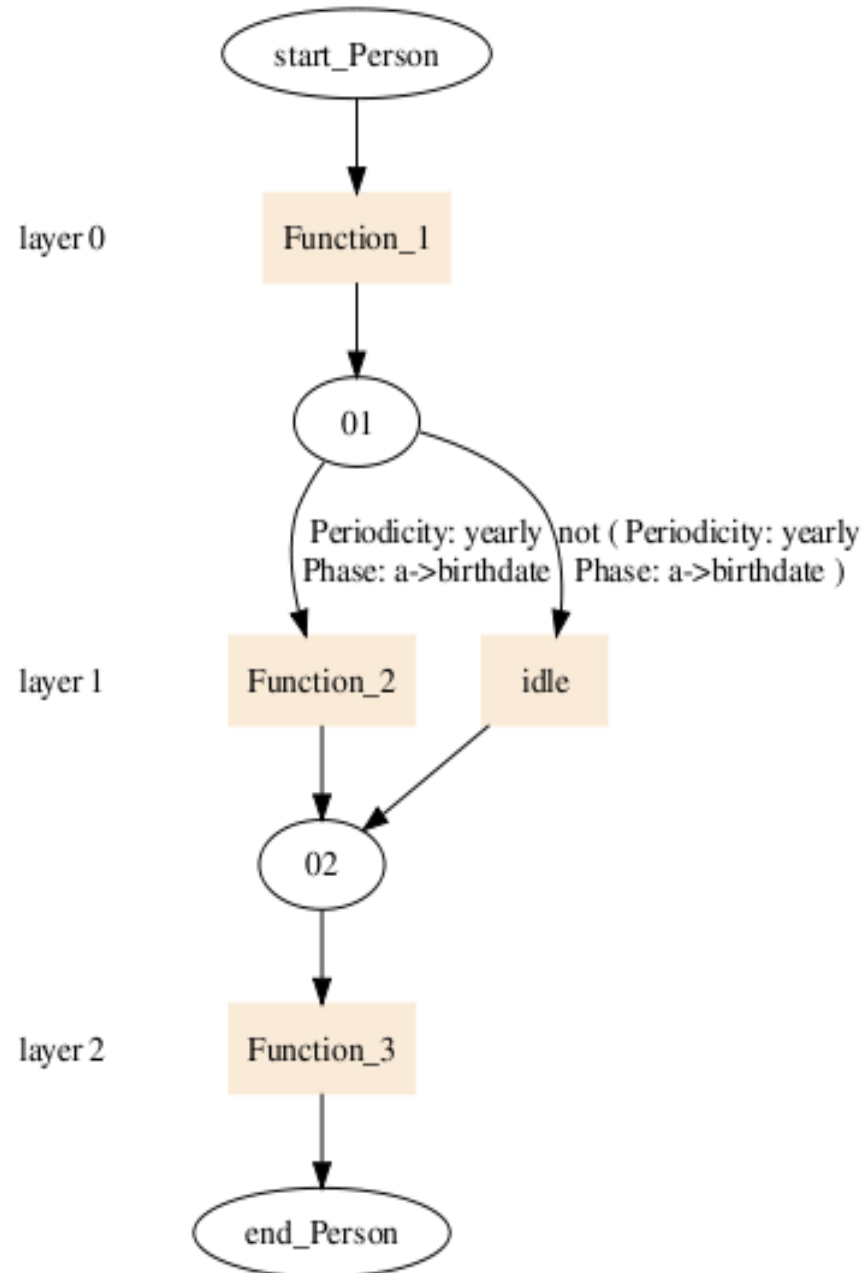 start_Person
layer 0
Function_1
01
Periodicity: yearly
Phase: a->birthdate
not ( Periodicity: yearly
Phase: a->birthdate )
layer 1
Function_2
idle
02
layer 2
Function_3
end_Person